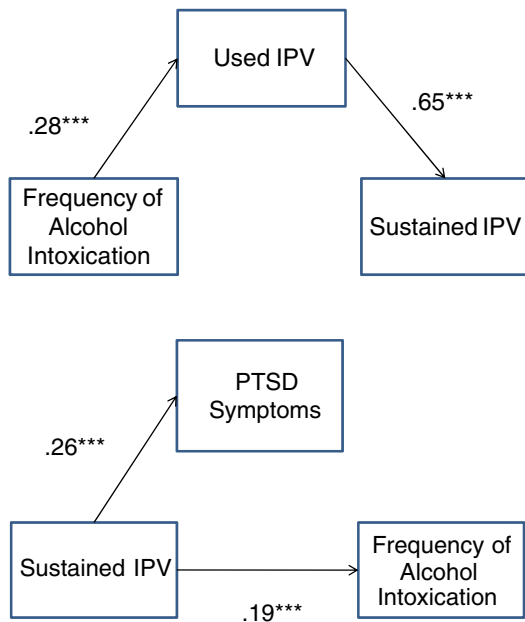 Used IPV
.28***
.65***
Frequency of
Alcohol
Intoxication
Sustained IPV
PTSD
Symptoms
.26***
Sustained IPV
Frequency of
Alcohol
Intoxication
.19***